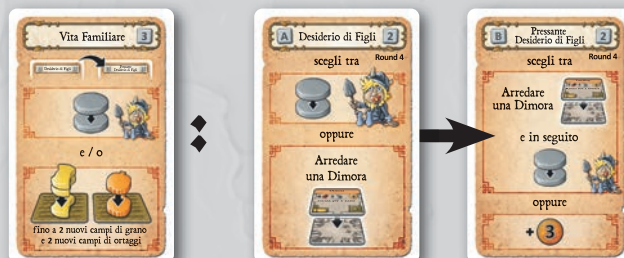 Vita Familiare 3
Desiderio di Figli
Desiderio di Figli
e / o
fino a 2 nuovi campi di grano
e 2 nuovi campi di ortaggi
A Desiderio di Figli 2
scegli tra Round 4
oppure
Arredare
una Dimora
B Pressante
Desiderio di Figli 2
scegli tra Round 4
Arredare
una Dimora
e in seguito
oppure
+ 3